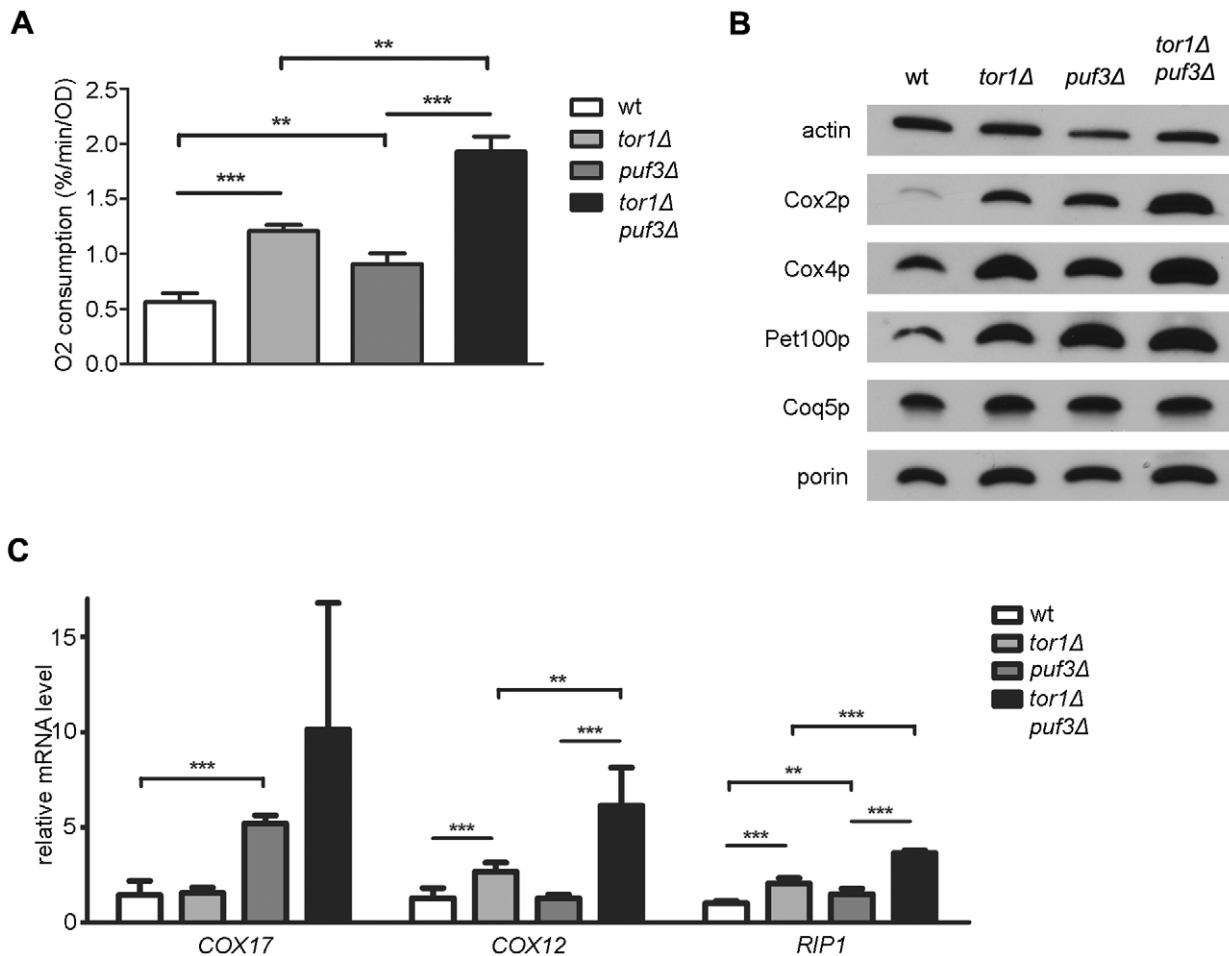 A
**
2.5
2.0
1.5
1.0
0.5
0.0
O2 consumption (%/min/OD)
***
**
***
wt
tor1Δ
puf3Δ
tor1Δ
puf3Δ
B
wt
tor1Δ
puf3Δ
tor1Δ
puf3Δ
actin
Cox2p
Cox4p
Pet100p
Coq5p
porin
C
relative mRNA level
15
10
5
0
***
**
***
***
***
**
***
***
wt
tor1Δ
puf3Δ
tor1Δ
puf3Δ
COX17
COX12
RIP1